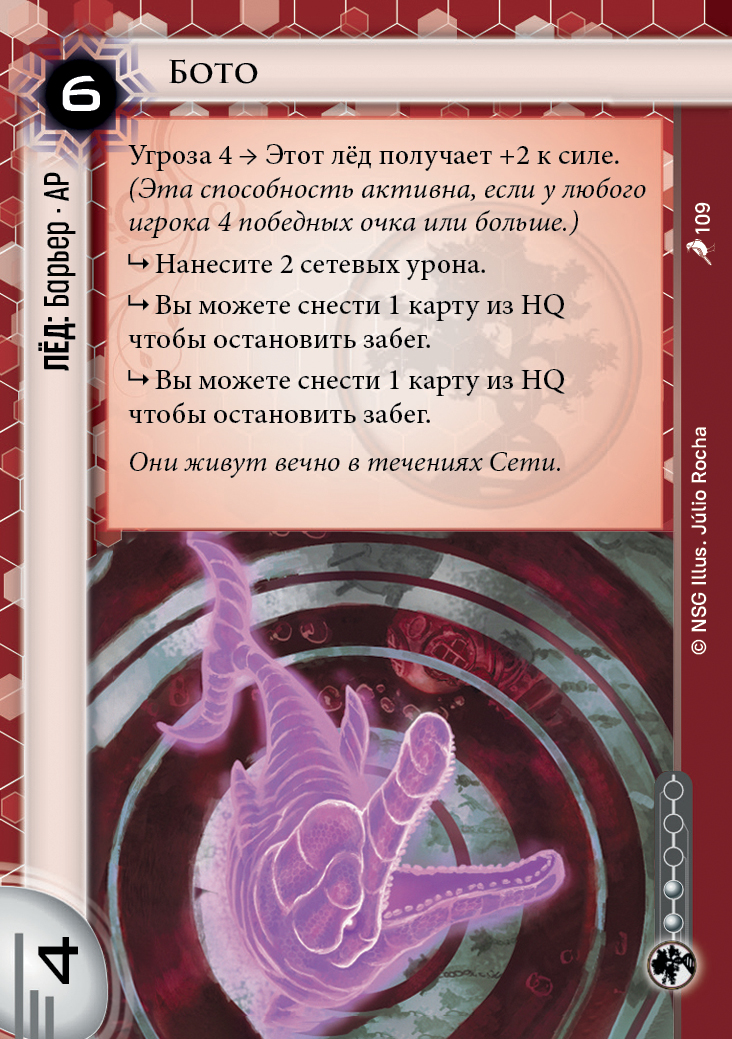 6
Бото
Угроза 4 → Этот лёд получает +2 к силе.
(Эта способность активна, если у любого
игрока 4 победных очка или больше.)
↳ Нанесите 2 сетевых урона.
↳ Вы можете снести 1 карту из HQ
чтобы остановить забег.
↳ Вы можете снести 1 карту из HQ
чтобы остановить забег.
Они живут вечно в течениях Сети.
ЛЁД: Барьер · AP
109
© NSG Illus. Júlio Rocha
4